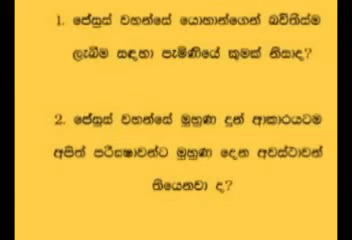 1. ජේසුස් වහන්සේ යොහාන්ගෙන් බව්තීස්ම
ලැබීම සඳහා පැමිණියේ කුමක් නිසාද?
2. ජේසුස් වහන්සේ මුහුණ දුන් ආකාරයටම
අපිත් පරීක්ෂාවන්ට මුහුණ දෙන අවස්ථාවන්
තියෙනවා ද?